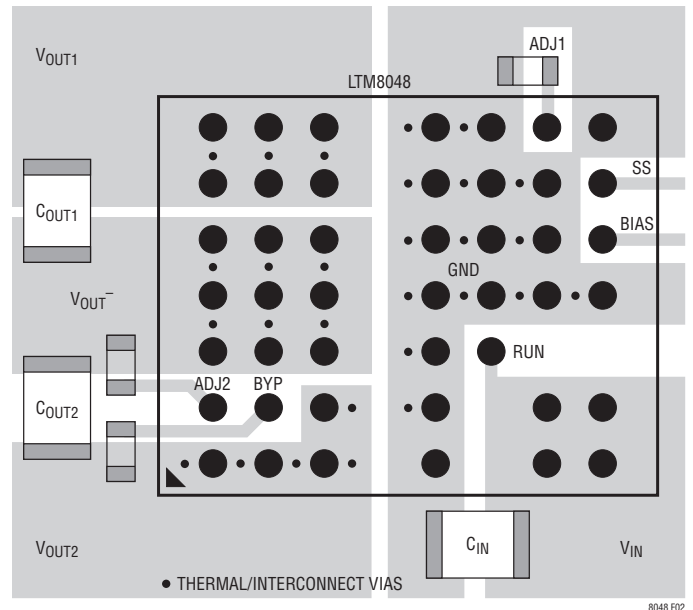 VOUT1
ADJ1
LTM8048
COUT1
SS
BIAS
GND
VOUT–
RUN
ADJ2 BYP
COUT2
CIN
VOUT2
VIN
• THERMAL/INTERCONNECT VIAS
8048 F02